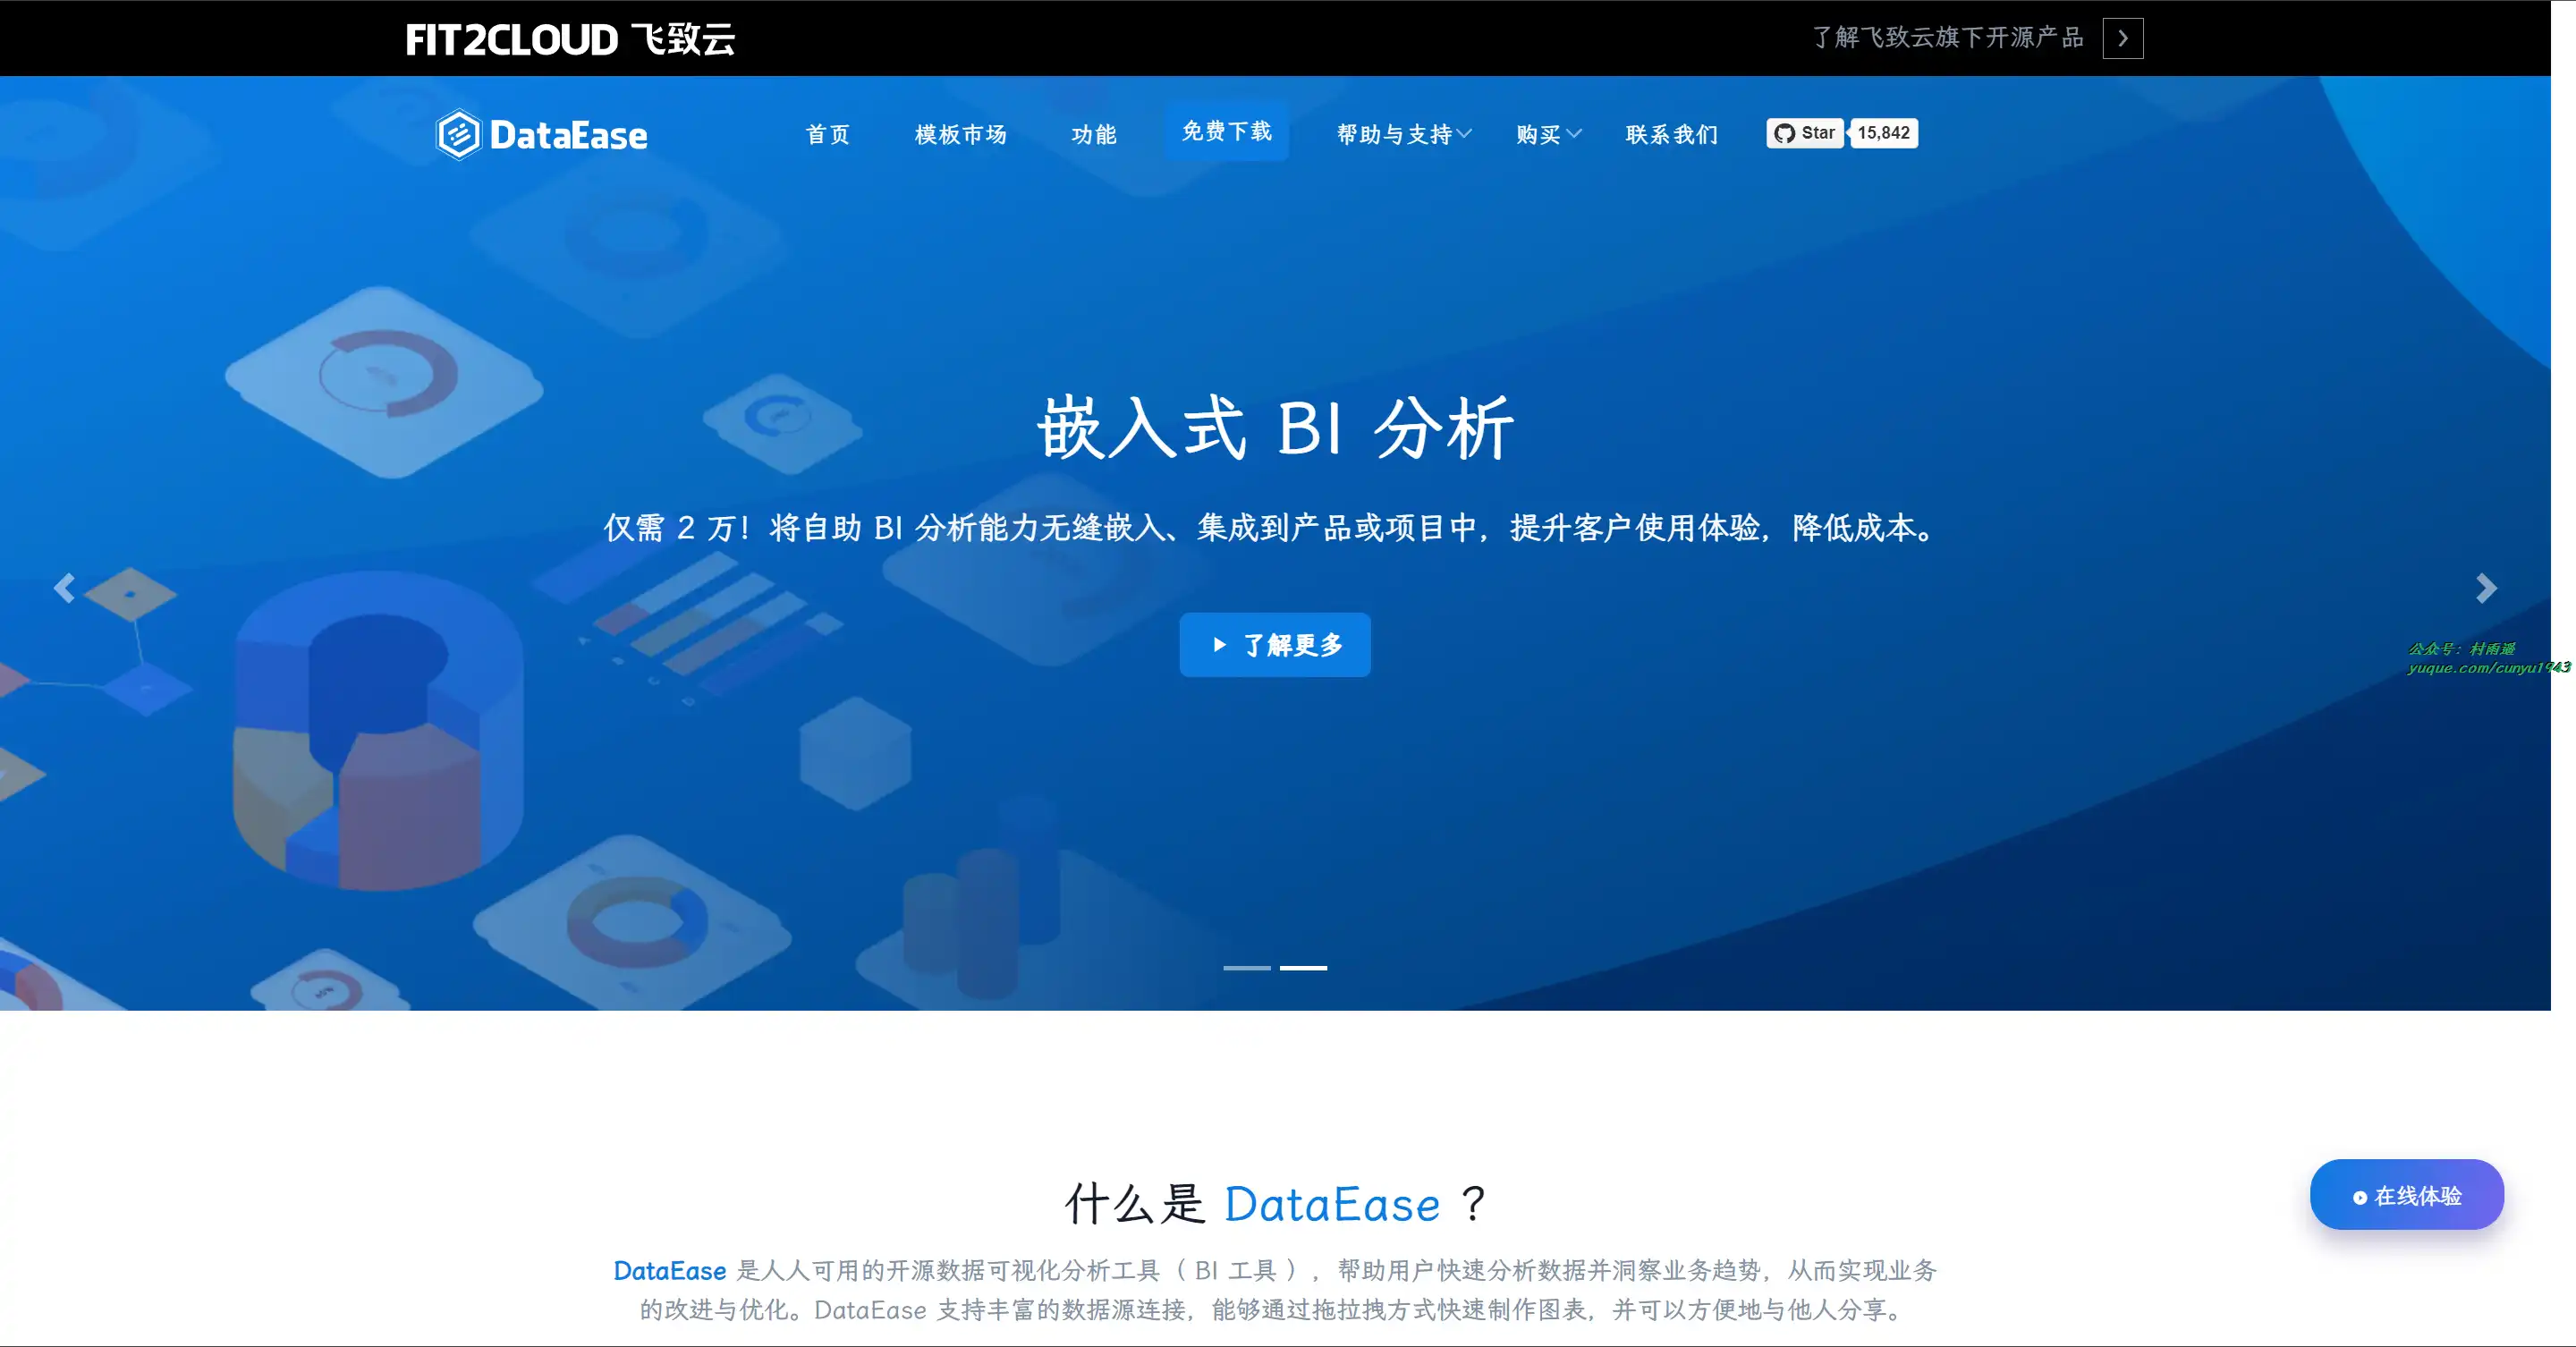 FIT2CLOUD 飞致云
了解飞致云旗下开源产品
DataEase
首页
模板市场
功能
免费下载
帮助与支持
购买
联系我们
Star
15,842
嵌入式 BI 分析
仅需 2 万！将自助 BI 分析能力无缝嵌入、集成到产品或项目中，提升客户使用体验，降低成本。
了解更多
公众号：村雨遥
yuque.com/cunyu1943
什么是 DataEase ？
在线体验
DataEase 是人人可用的开源数据可视化分析工具（ BI 工具 ），帮助用户快速分析数据并洞察业务趋势，从而实现业务
的改进与优化。DataEase 支持丰富的数据源连接，能够通过拖拉拽方式快速制作图表，并可以方便地与他人分享。